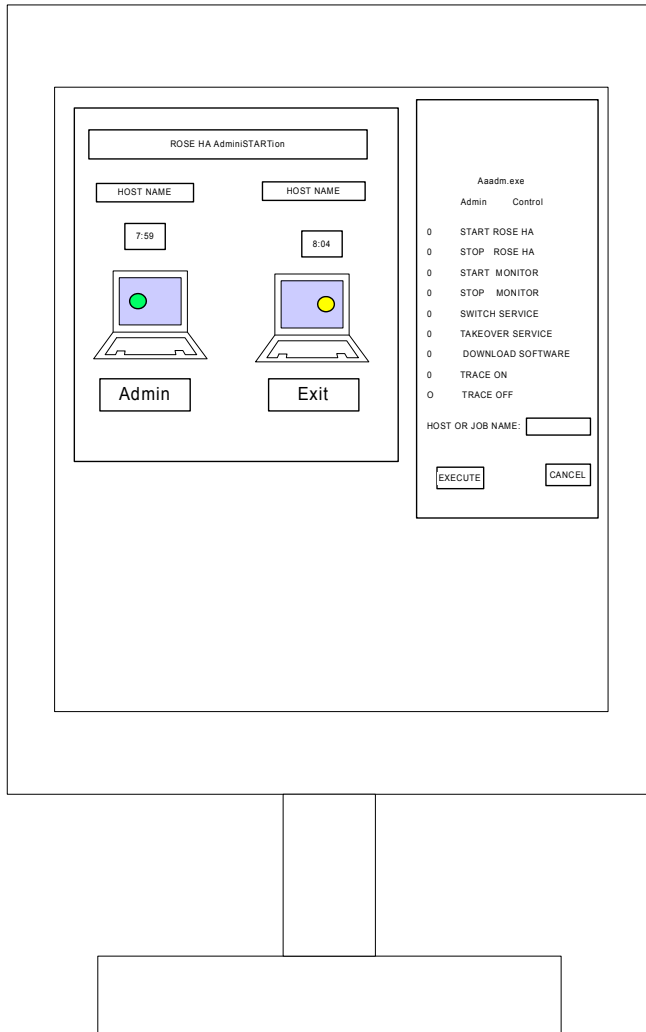 ROSE HA AdminiSTARTion
HOST NAME
HOST NAME
7:59
8:04
Admin
Exit
Aaadm.exe
Admin Control
0 START ROSE HA
0 STOP ROSE HA
0 START MONITOR
0 STOP MONITOR
0 SWITCH SERVICE
0 TAKEOVER SERVICE
0 DOWNLOAD SOFTWARE
0 TRACE ON
O TRACE OFF
HOST OR JOB NAME:
EXECUTE
CANCEL